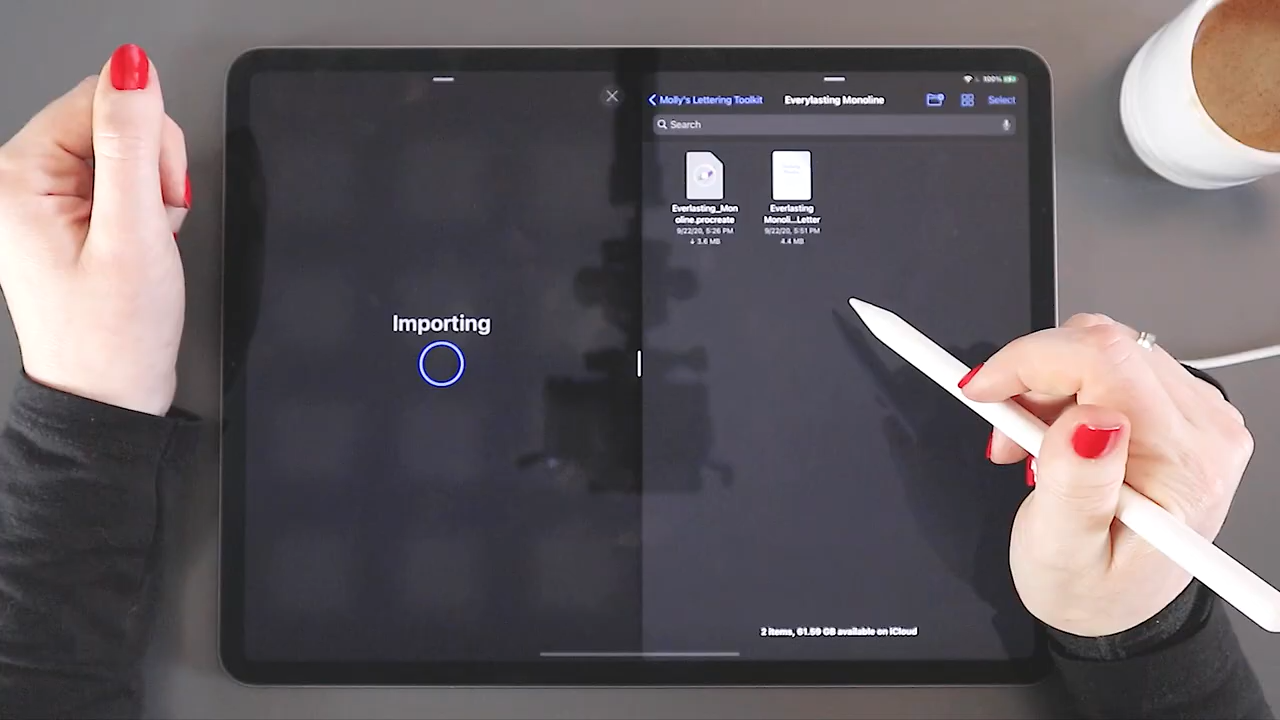 100%
Molly's Lettering Toolkit
Everylasting Monoline
Select
Search
Everlasting_Mon
oline.procreate
9/22/20, 5:26 PM
↓ 3.6 MB
Everlasting
Monoli...Letter
9/22/20, 5:51 PM
4.4 MB
Importing
2 items, 61.59 GB available on iCloud